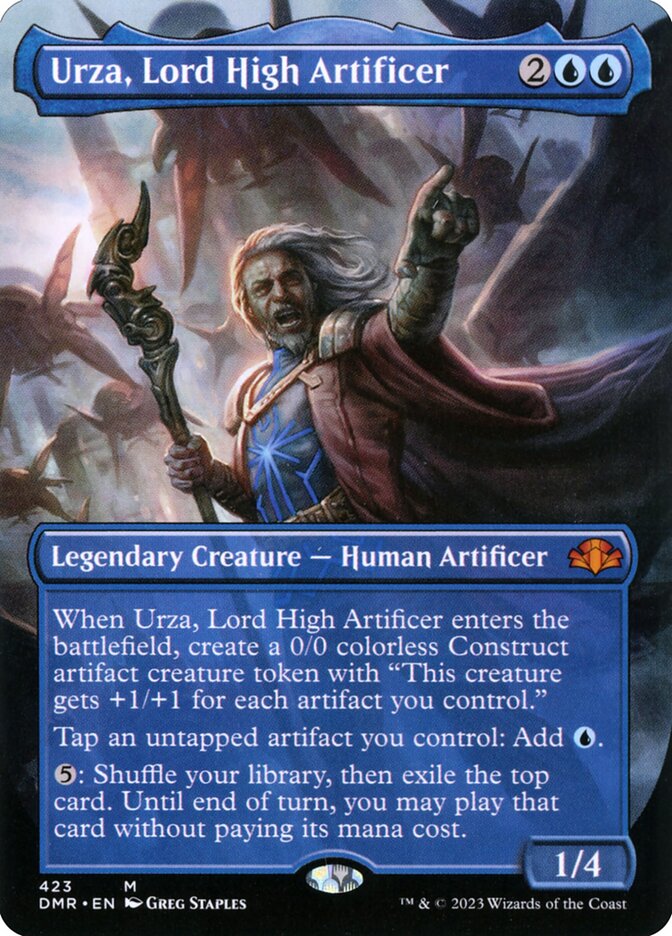 Urza, Lord High Artificer 2
Legendary Creature — Human Artificer
When Urza, Lord High Artificer enters the
battlefield, create a 0/0 colorless Construct
artifact creature token with “This creature
gets +1/+1 for each artifact you control.”
Tap an untapped artifact you control: Add .
5: Shuffle your library, then exile the top
card. Until end of turn, you may play that
card without paying its mana cost.
1/4
423 M
DMR • EN Greg Staples
™ & © 2023 Wizards of the Coast